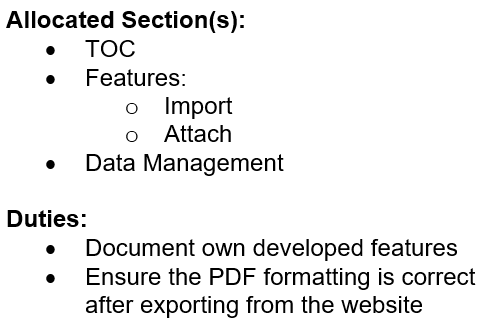 Allocated Section(s):
• TOC
• Features:
o Import
o Attach
• Data Management
Duties:
• Document own developed features
• Ensure the PDF formatting is correct
after exporting from the website